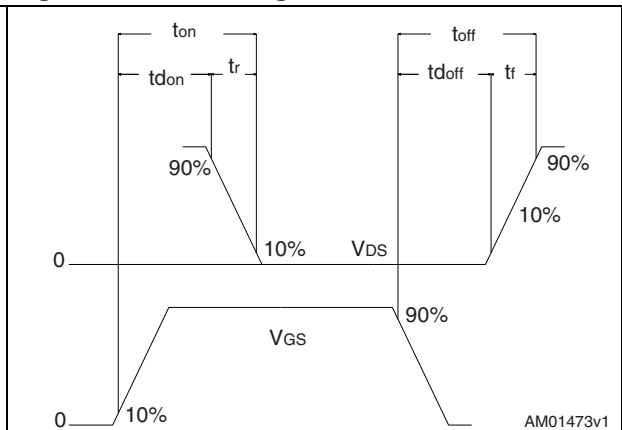 ton toff
tdon tr tdoff tf
90% 90%
10%
10% VDS
0
90%
VGS
10%
0
AM01473v1